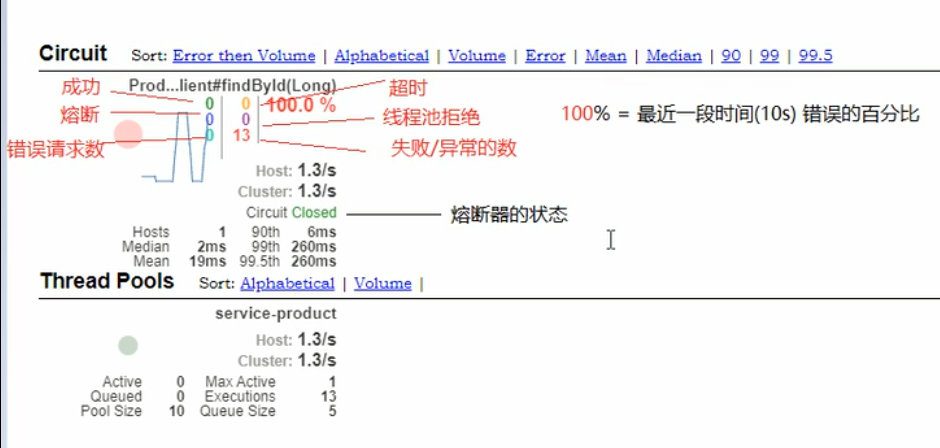 Circuit Sort: Error then Volume | Alphabetical | Volume | Error | Mean | Median | 90 | 99 | 99.5
成功 Prod...lient#findById(Long) 超时
0 0 100.0 %
熔断 0 0 线程池拒绝 100% = 最近一段时间(10s) 错误的百分比
错误请求数 0 13 失败/异常的数
Host: 1.3/s
Cluster: 1.3/s
Circuit Closed 熔断器的状态
Hosts 1 90th 6ms
Median 2ms 99th 260ms
Mean 19ms 99.5th 260ms
Thread Pools Sort: Alphabetical | Volume |
service-product
Host: 1.3/s
Cluster: 1.3/s
Active 0 Max Active 1
Queued 0 Executions 13
Pool Size 10 Queue Size 5